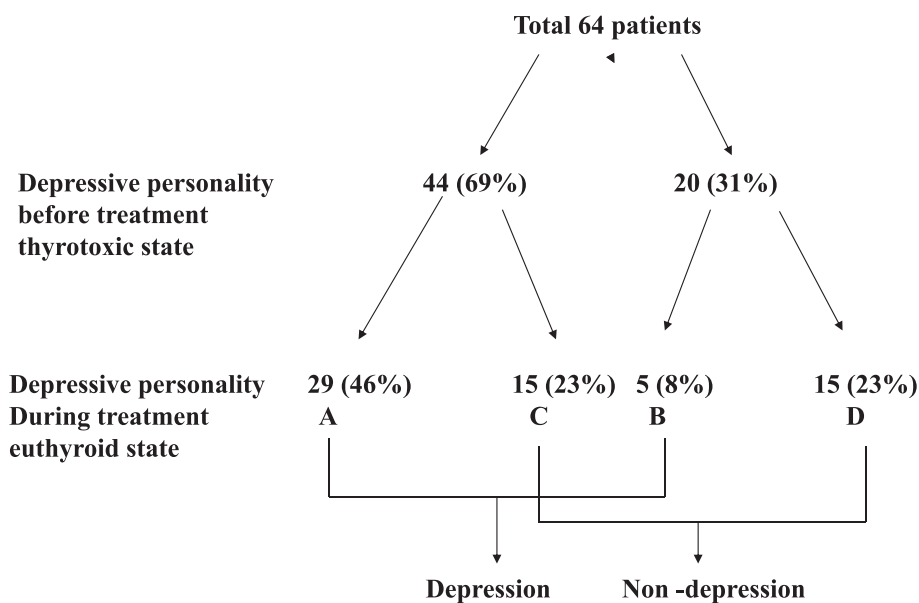 Total 64 patients
Depressive personality
before treatment
thyrotoxic state
44 (69%)
20 (31%)
Depressive personality
During treatment
euthyroid state
29 (46%)
15 (23%)
5 (8%)
15 (23%)
A
C
B
D
Depression
Non -depression